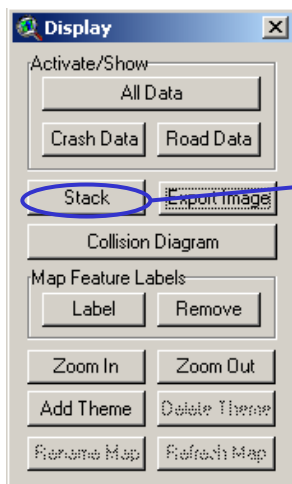 Display
Activate/Show
All Data
Crash Data Road Data
Stack Export Image
Collision Diagram
Map Feature Labels
Label Remove
Zoom In Zoom Out
Add Theme Delete Theme
Rename Map Refresh Map